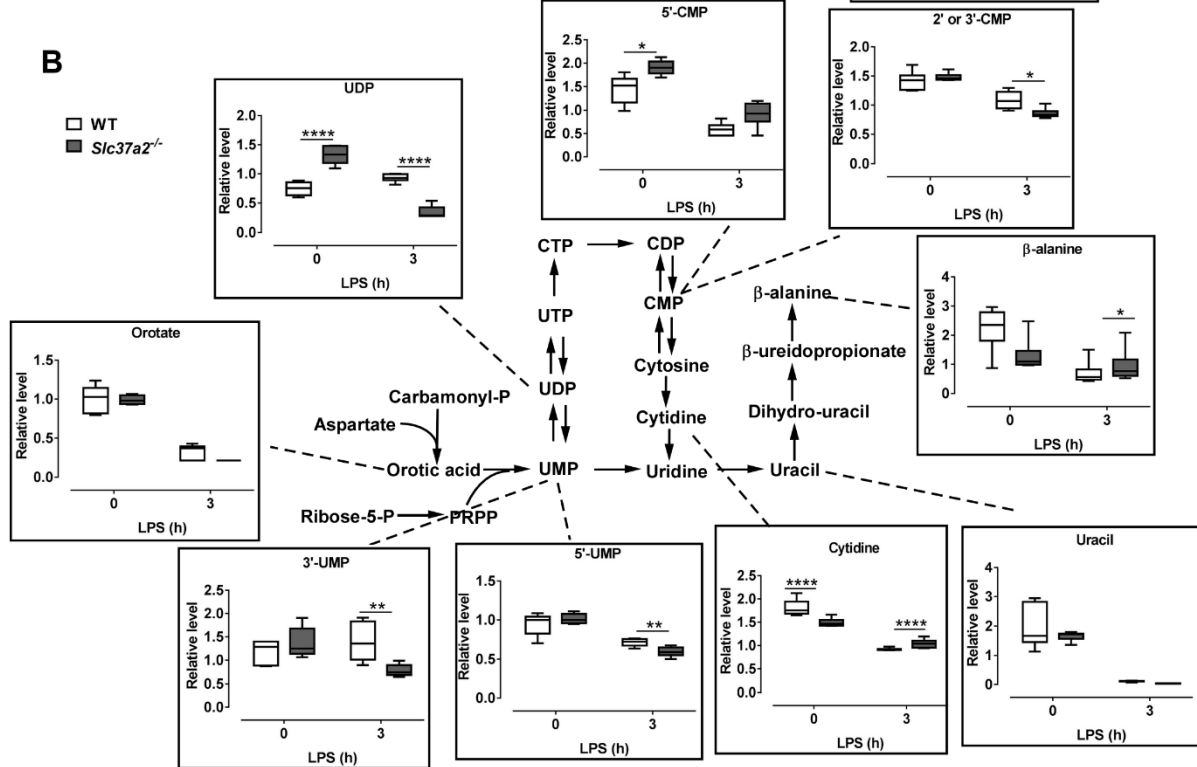 B
WT
Slc37a2-/-
UDP
Relative level
2.0
1.5
1.0
0.5
0.0
****
****
0 3
LPS (h)
5'-CMP
Relative level
2.5
2.0
1.5
1.0
0.5
0.0
*
0 3
LPS (h)
2' or 3'-CMP
Relative level
2.0
1.5
1.0
0.5
0.0
*
0 3
LPS (h)
β-alanine
Relative level
4
3
2
1
0
*
0 3
LPS (h)
Orotate
Relative level
1.5
1.0
0.5
0.0
0 3
LPS (h)
CTP
CDP
UTP
CMP
β-alanine
Cytosine
β-ureidopropionate
UDP
Carbamonyl-P
Aspartate
Cytidine
Dihydro-uracil
Orotic acid
UMP
Uridine
Uracil
Ribose-5-P
PRPP
3'-UMP
Relative level
2.5
2.0
1.5
1.0
0.5
0.0
**
0 3
LPS (h)
5'-UMP
Relative level
1.5
1.0
0.5
0.0
**
0 3
LPS (h)
Cytidine
Relative level
2.5
2.0
1.5
1.0
0.5
0.0
****
****
0 3
LPS (h)
Uracil
Relative level
4
3
2
1
0
0 3
LPS (h)